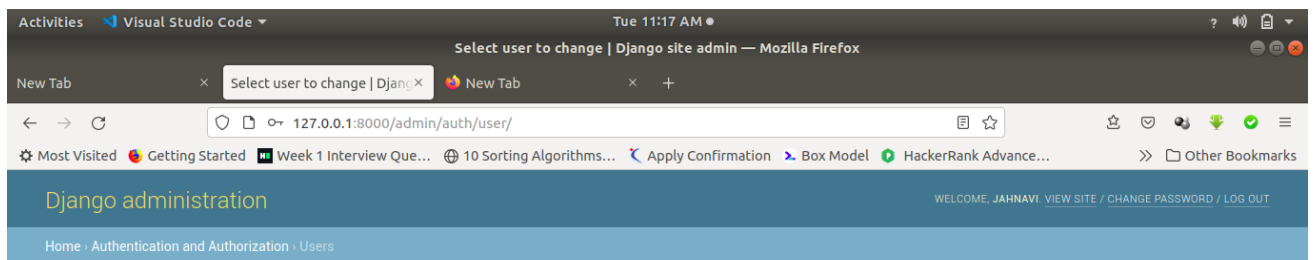 Activities Visual Studio Code Tue 11:17 AM ?
Select user to change | Django site admin — Mozilla Firefox
New Tab × Select user to change | Djang × New Tab × +
127.0.0.1:8000/admin/auth/user/
Most Visited Getting Started Week 1 Interview Que... 10 Sorting Algorithms... Apply Confirmation Box Model HackerRank Advance... Other Bookmarks
Django administration WELCOME, JAHNAVI. VIEW SITE / CHANGE PASSWORD / LOG OUT
Home › Authentication and Authorization › Users